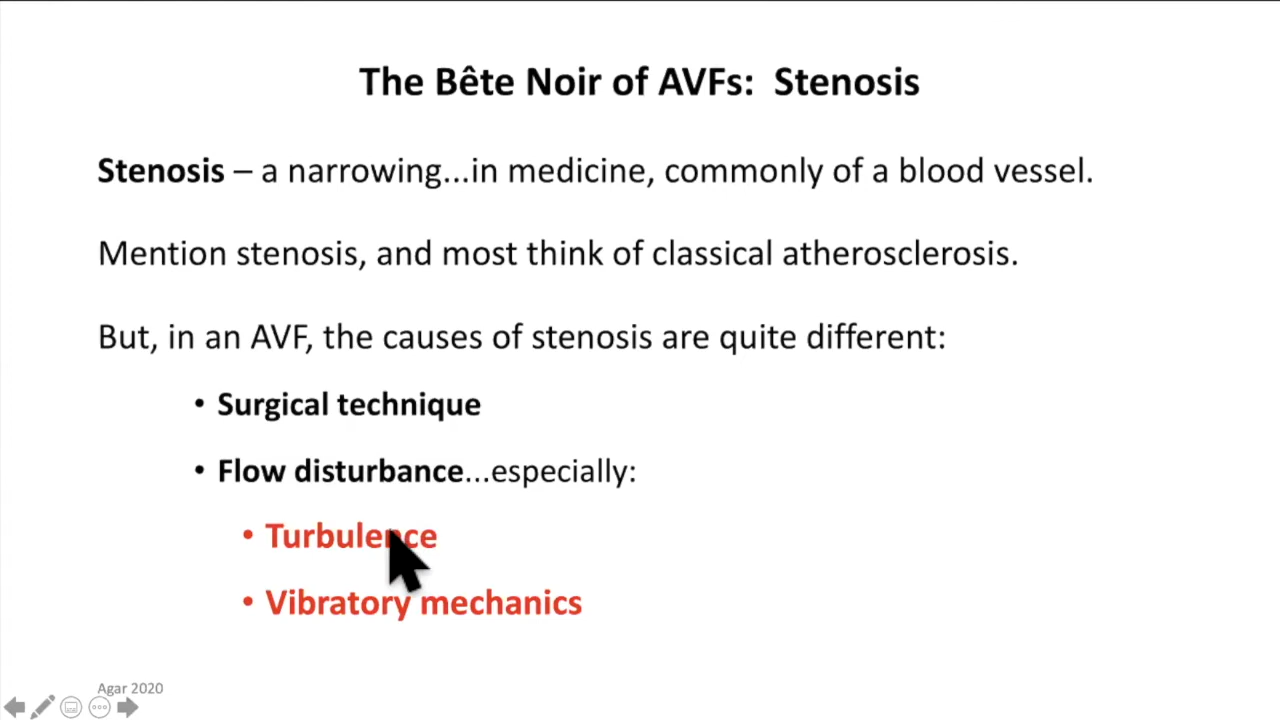 The Bête Noir of AVFs: Stenosis
Stenosis – a narrowing...in medicine, commonly of a blood vessel.
Mention stenosis, and most think of classical atherosclerosis.
But, in an AVF, the causes of stenosis are quite different:
• Surgical technique
• Flow disturbance...especially:
• Turbulence
• Vibratory mechanics
Agar 2020